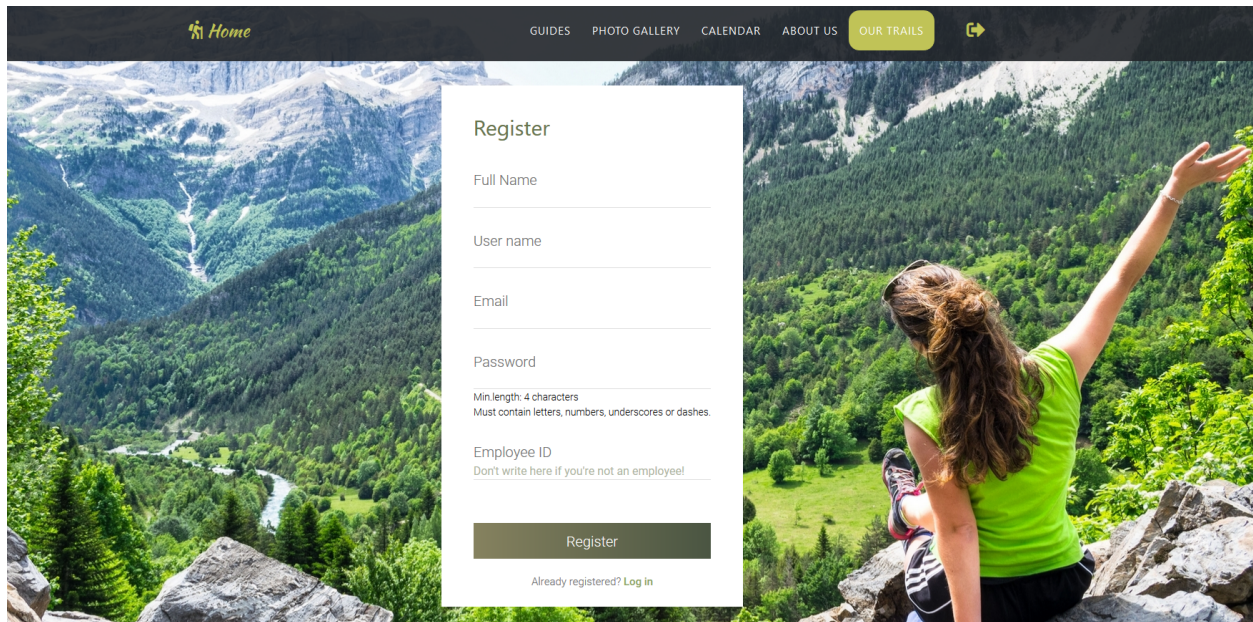 Home
GUIDES PHOTO GALLERY CALENDAR ABOUT US OUR TRAILS
Register
Full Name
User name
Email
Password
Min.length: 4 characters
Must contain letters, numbers, underscores or dashes.
Employee ID
Don't write here if you're not an employee!
Register
Already registered? Log in